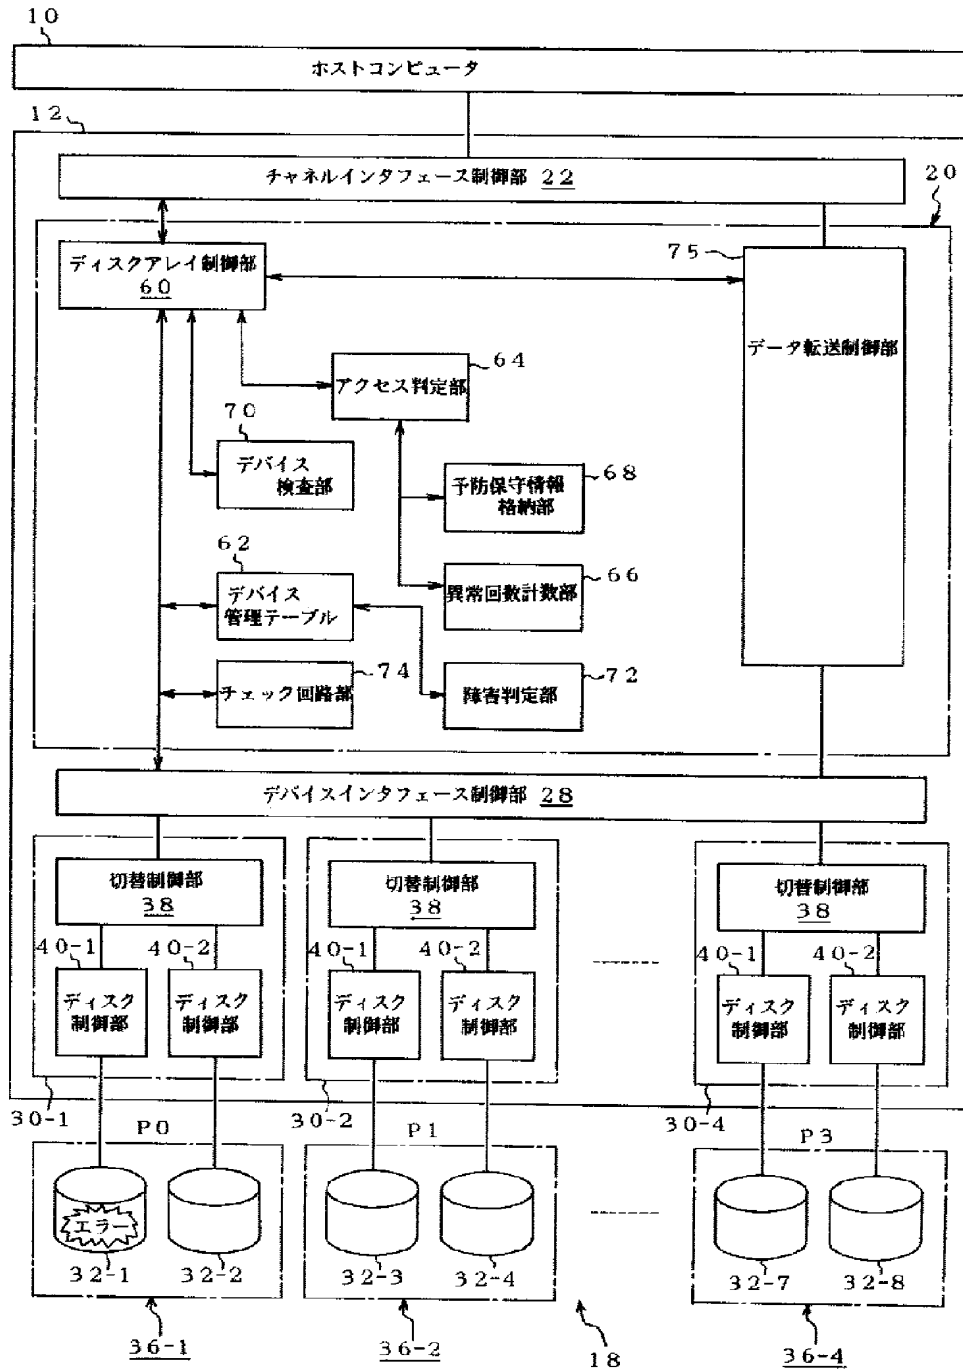 10
ホストコンピュータ
12
チャネルインタフェース制御部 22
20
ディスクアレイ制御部
60
75
データ転送制御部
64
アクセス判定部
70
デバイス
検査部
68
予防保守情報
格納部
62
デバイス
管理テーブル
66
異常回数計数部
74
チェック回路部
72
障害判定部
デバイスインタフェース制御部 28
切替制御部
38
切替制御部
38
切替制御部
38
40-1
40-2
40-1
40-2
40-1
40-2
ディスク
制御部
ディスク
制御部
ディスク
制御部
ディスク
制御部
ディスク
制御部
ディスク
制御部
30-1
30-2
30-4
P0
P1
P3
エラー
32-1
32-2
32-3
32-4
32-7
32-8
36-1
36-2
18
36-4